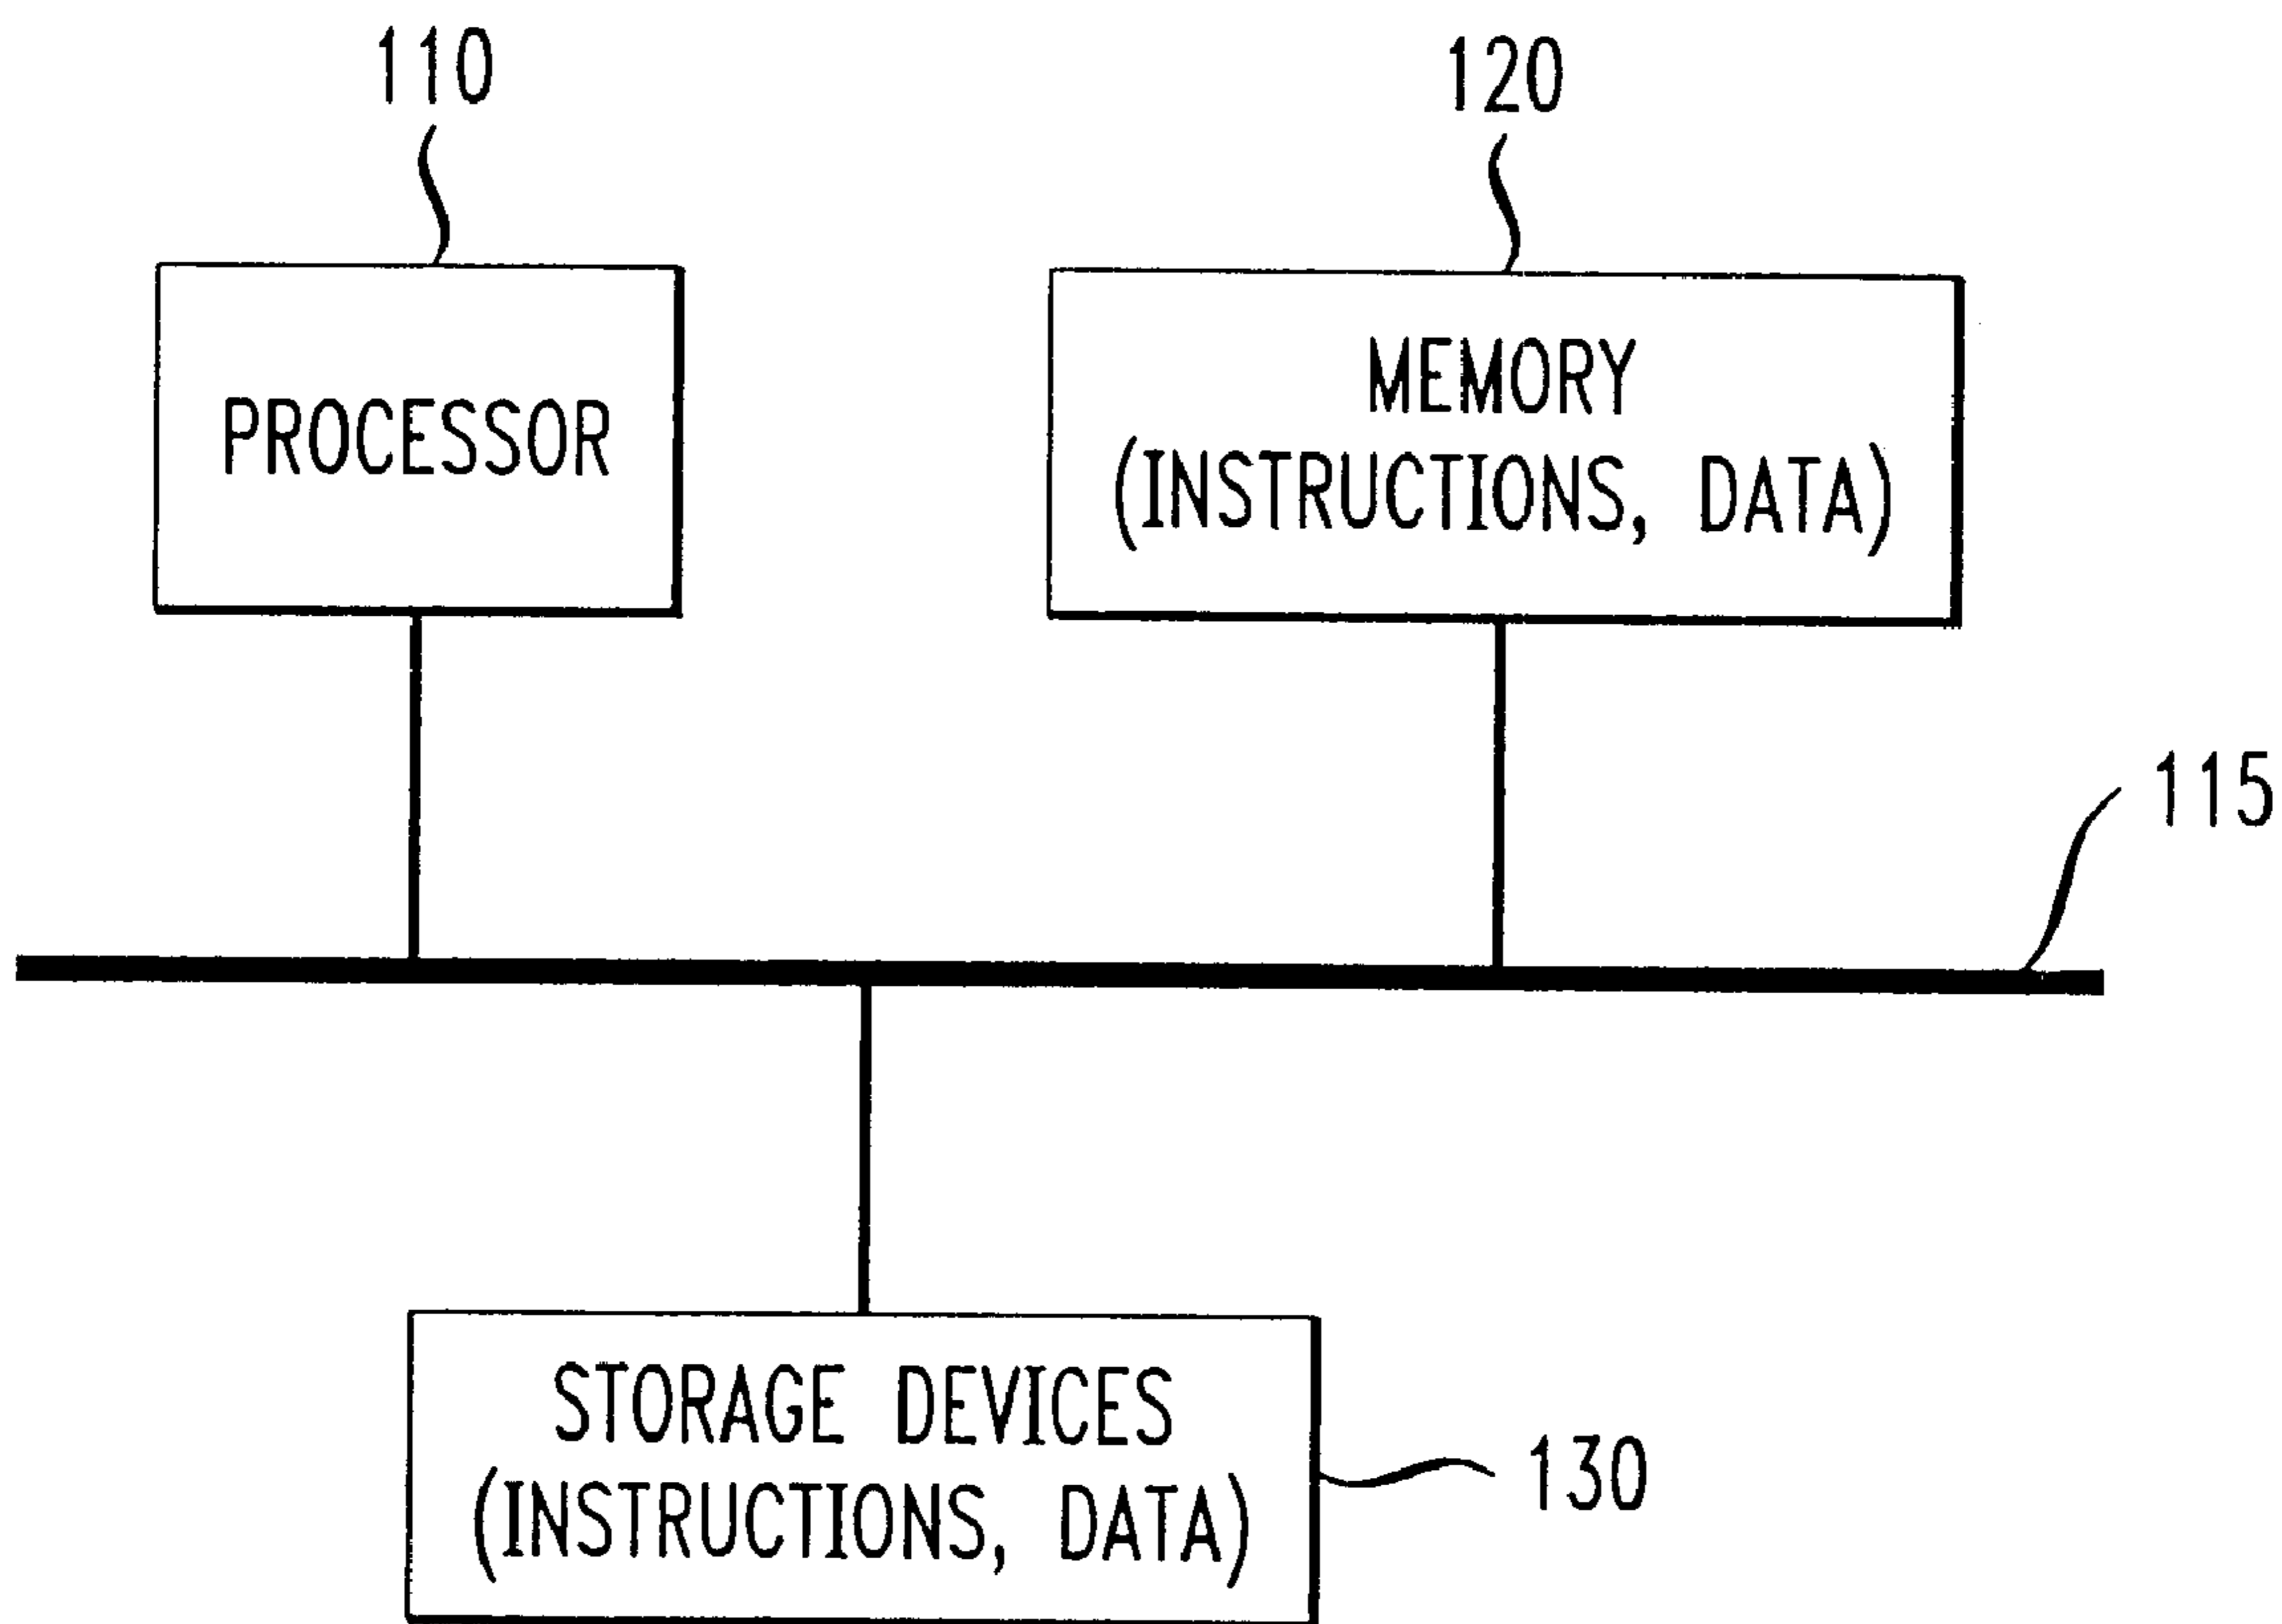 110
120
PROCESSOR
MEMORY
(INSTRUCTIONS, DATA)
115
STORAGE DEVICES
(INSTRUCTIONS, DATA)
130